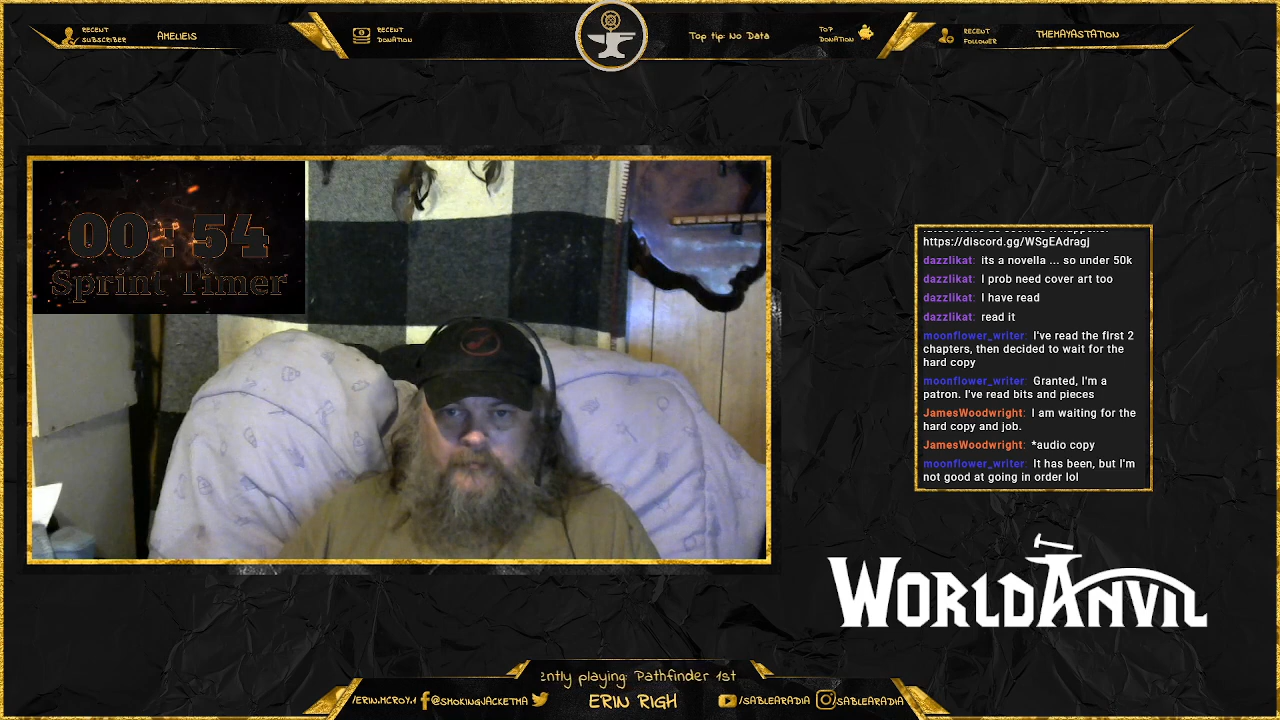 RECENT
SUBSCRIBER
AMELIEIS
RECENT
DONATION
Top tip: No Data
TOP
DONATION
RECENT
FOLLOWER
THEMAYASTATION
00:54
Sprint Timer
https://discord.gg/WSgEAdragJ
dazzlikat: its a novella ... so under 50k
dazzlikat: I prob need cover art too
dazzlikat: I have read
dazzlikat: read it
moonflower_writer: I've read the first 2
chapters, then decided to wait for the
hard copy
moonflower_writer: Granted, I'm a
patron. I've read bits and pieces
JamesWoodwright: I am waiting for the
hard copy and job.
JamesWoodwright: *audio copy
moonflower_writer: It has been, but I'm
not good at going in order lol
WORLDANVIL
ently playing: Pathfinder 1st
/ERIN.MCROY.1
@SMOKINGJACKETMA
ERIN RIGH
/SABLEARADIA
/SABLEARADIA